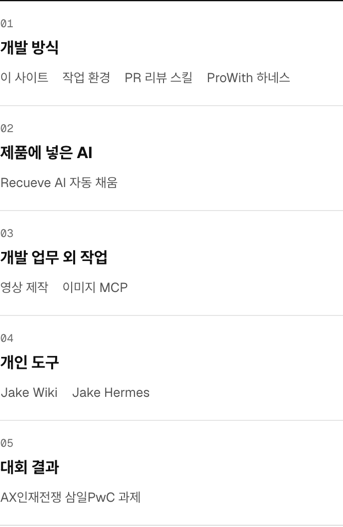 01
개발 방식
이 사이트 작업 환경 PR 리뷰 스킬 ProWith 하네스
02
제품에 넣은 AI
Recueve AI 자동 채움
03
개발 업무 외 작업
영상 제작 이미지 MCP
04
개인 도구
Jake Wiki Jake Hermes
05
대회 결과
AX인재전쟁 삼일PwC 과제